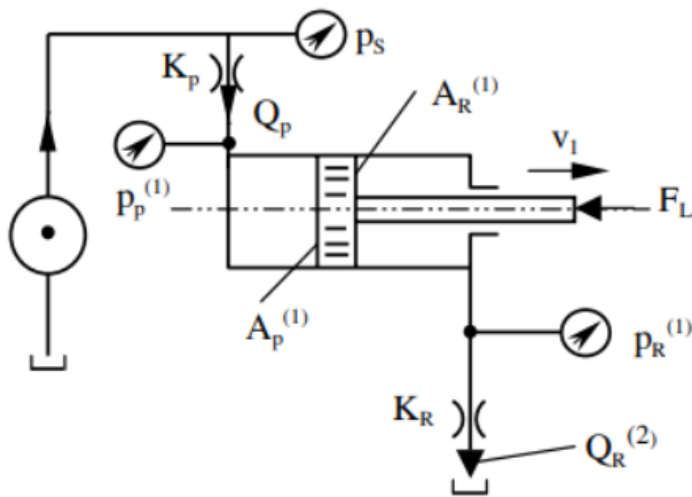 p_S
K_p
A_R^(1)
Q_p
v_1
p_p^(1)
F_L
A_p^(1)
p_R^(1)
K_R
Q_R^(2)